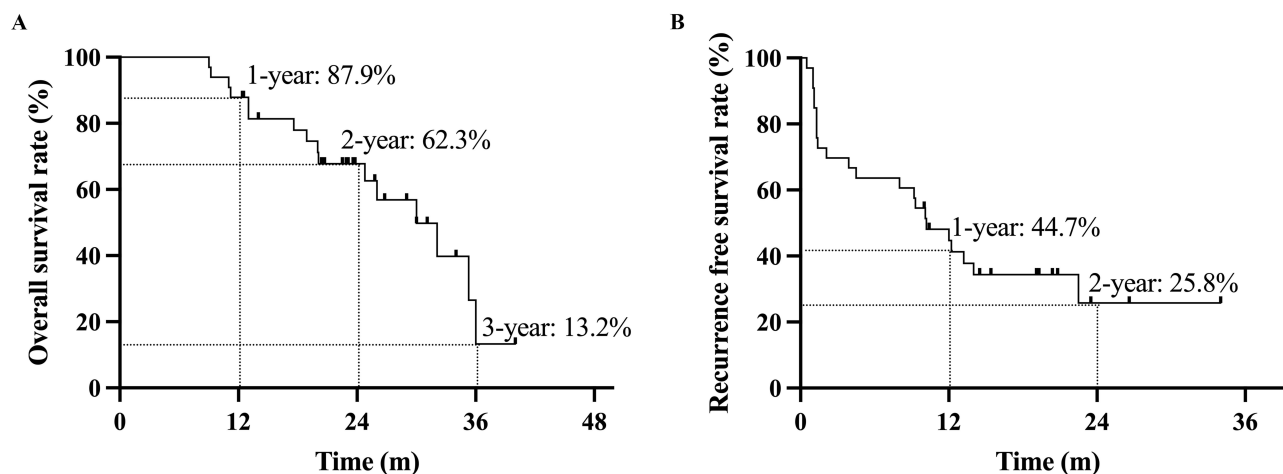 A
Overall survival rate (%)
100
80
60
40
20
0
1-year: 87.9%
2-year: 62.3%
3-year: 13.2%
0 12 24 36 48
Time (m)
B
Recurrence free survival rate (%)
100
80
60
40
20
0
1-year: 44.7%
2-year: 25.8%
0 12 24 36
Time (m)